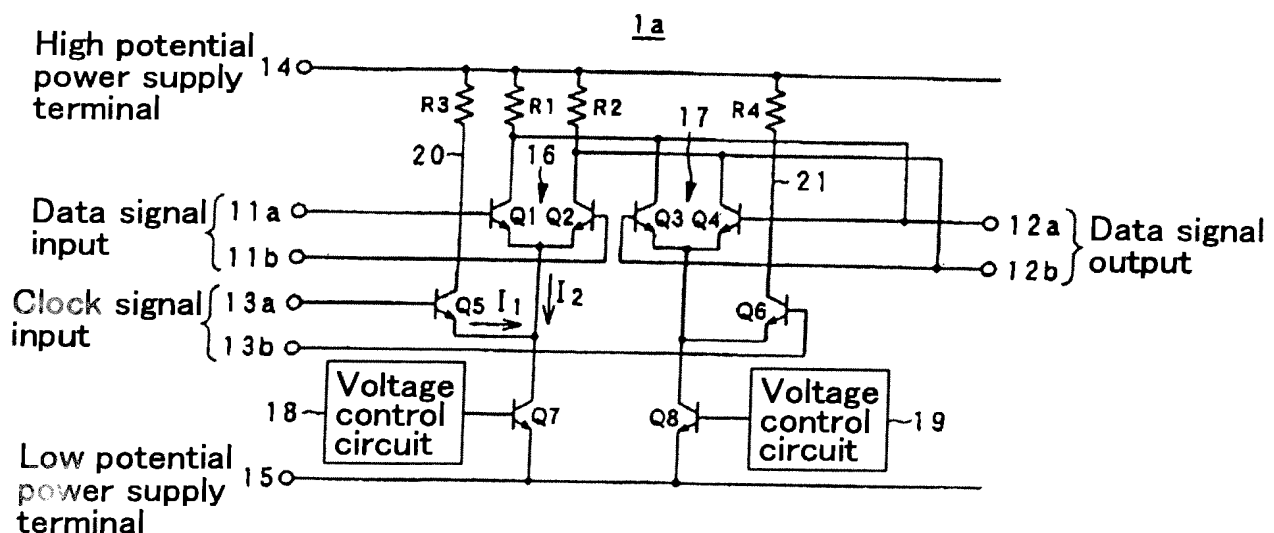 1a
High potential
power supply
terminal
14
R3
R1
R2
R4
17
20
16
21
Data signal
input
11a
11b
Q1
Q2
Q3
Q4
12a
12b
Data signal
output
Clock signal
input
13a
13b
Q5
I1
I2
Q6
18
Voltage
control
circuit
Q7
Q8
Voltage
control
circuit
19
Low potential
power supply
terminal
15